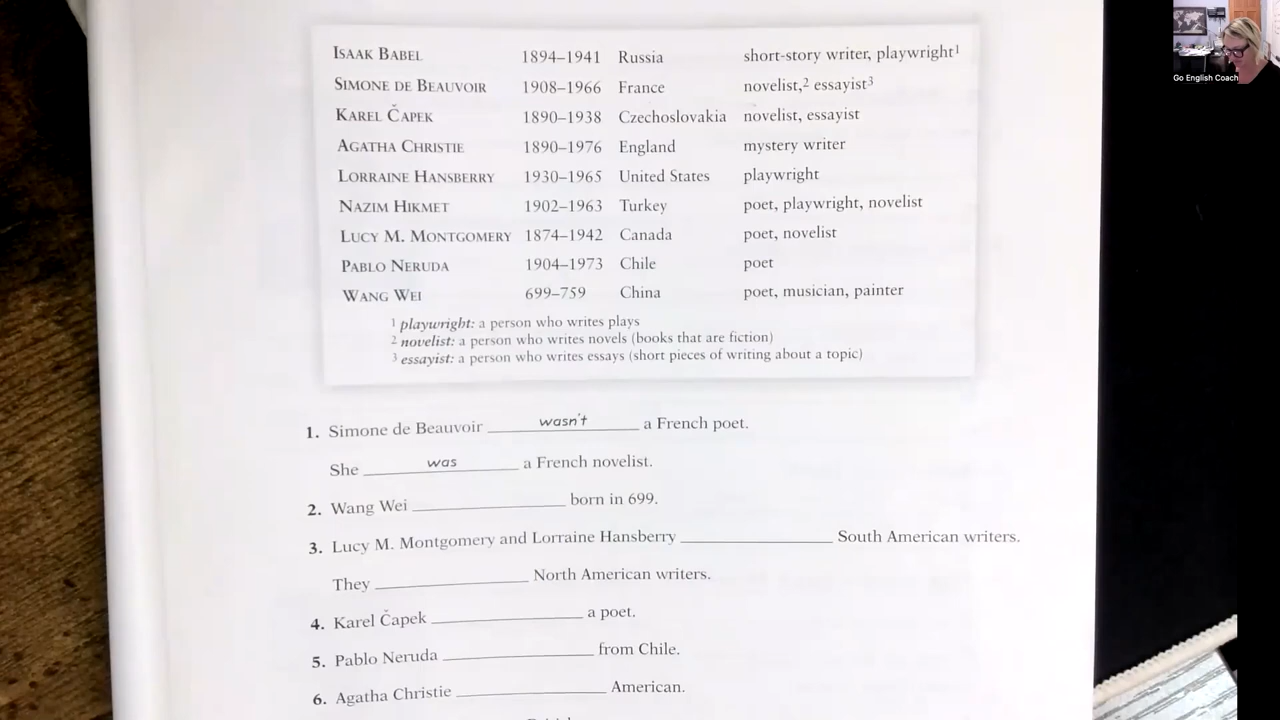 Go English Coach
ISAAK BABEL 1894–1941 Russia short-story writer, playwright¹
SIMONE DE BEAUVOIR 1908–1966 France novelist,² essayist³
KAREL ČAPEK 1890–1938 Czechoslovakia novelist, essayist
AGATHA CHRISTIE 1890–1976 England mystery writer
LORRAINE HANSBERRY 1930–1965 United States playwright
NAZIM HIKMET 1902–1963 Turkey poet, playwright, novelist
LUCY M. MONTGOMERY 1874–1942 Canada poet, novelist
PABLO NERUDA 1904–1973 Chile poet
WANG WEI 699–759 China poet, musician, painter
¹ playwright: a person who writes plays
² novelist: a person who writes novels (books that are fiction)
³ essayist: a person who writes essays (short pieces of writing about a topic)
1. Simone de Beauvoir wasn't a French poet.
She was a French novelist.
2. Wang Wei ______ born in 699.
3. Lucy M. Montgomery and Lorraine Hansberry ______ South American writers.
They ______ North American writers.
4. Karel Čapek ______ a poet.
5. Pablo Neruda ______ from Chile.
6. Agatha Christie ______ American.